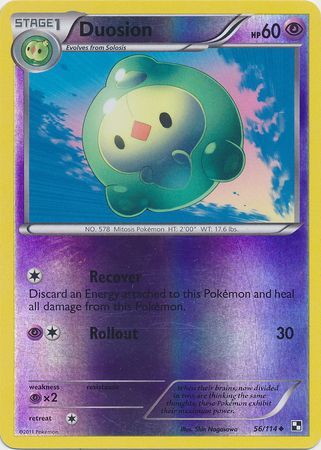 STAGE1
Duosion
HP60
Evolves from Solosis
NO. 578 Mitosis Pokémon HT: 2'00" WT: 17.6 lbs.
Recover
Discard an Energy attached to this Pokémon and heal
all damage from this Pokémon.
Rollout 30
weakness
resistance
×2
retreat
When their brains, now divided
in two are thinking the same
thoughts, these Pokémon exhibit
their maximum power.
©2011 Pokémon
Illus. Shin Nagasawa
56/114